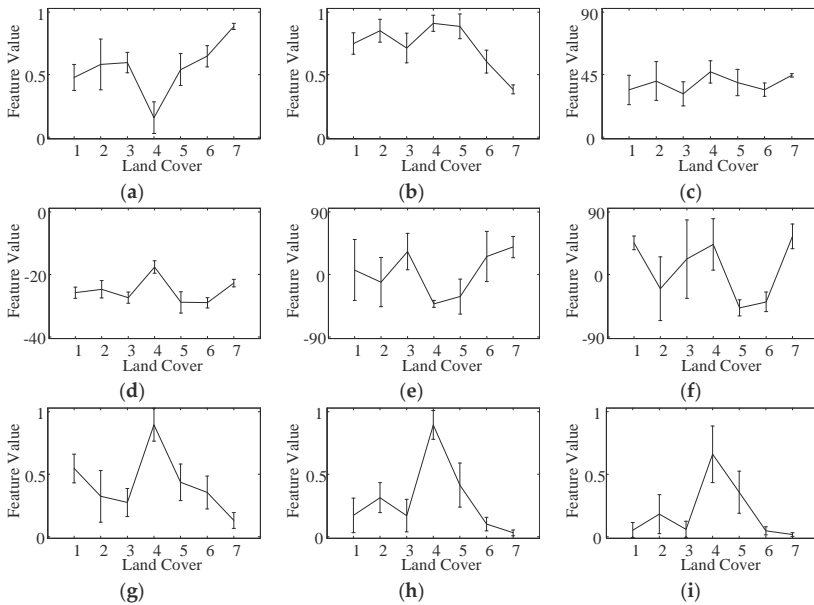 1
0.5
0
Feature Value
1 2 3 4 5 6 7
Land Cover
(a)
1
0.5
0
Feature Value
1 2 3 4 5 6 7
Land Cover
(b)
90
45
0
Feature Value
1 2 3 4 5 6 7
Land Cover
(c)
0
-20
-40
Feature Value
1 2 3 4 5 6 7
Land Cover
(d)
90
0
-90
Feature Value
1 2 3 4 5 6 7
Land Cover
(e)
90
0
-90
Feature Value
1 2 3 4 5 6 7
Land Cover
(f)
1
0.5
0
Feature Value
1 2 3 4 5 6 7
Land Cover
(g)
1
0.5
0
Feature Value
1 2 3 4 5 6 7
Land Cover
(h)
1
0.5
0
Feature Value
1 2 3 4 5 6 7
Land Cover
(i)